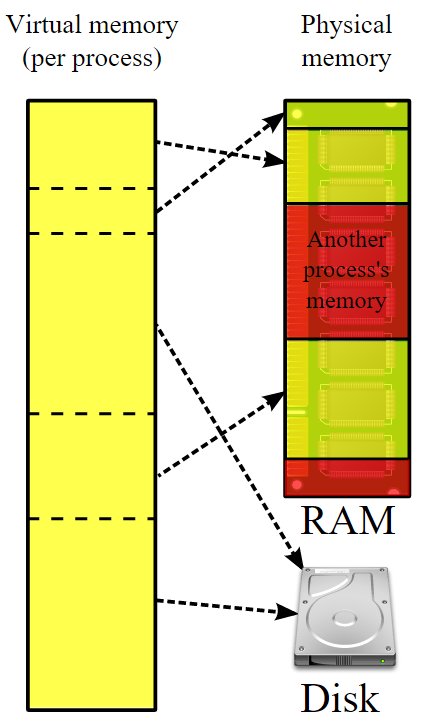 Virtual memory
(per process)
Physical
memory
Another
process's
memory
RAM
Disk